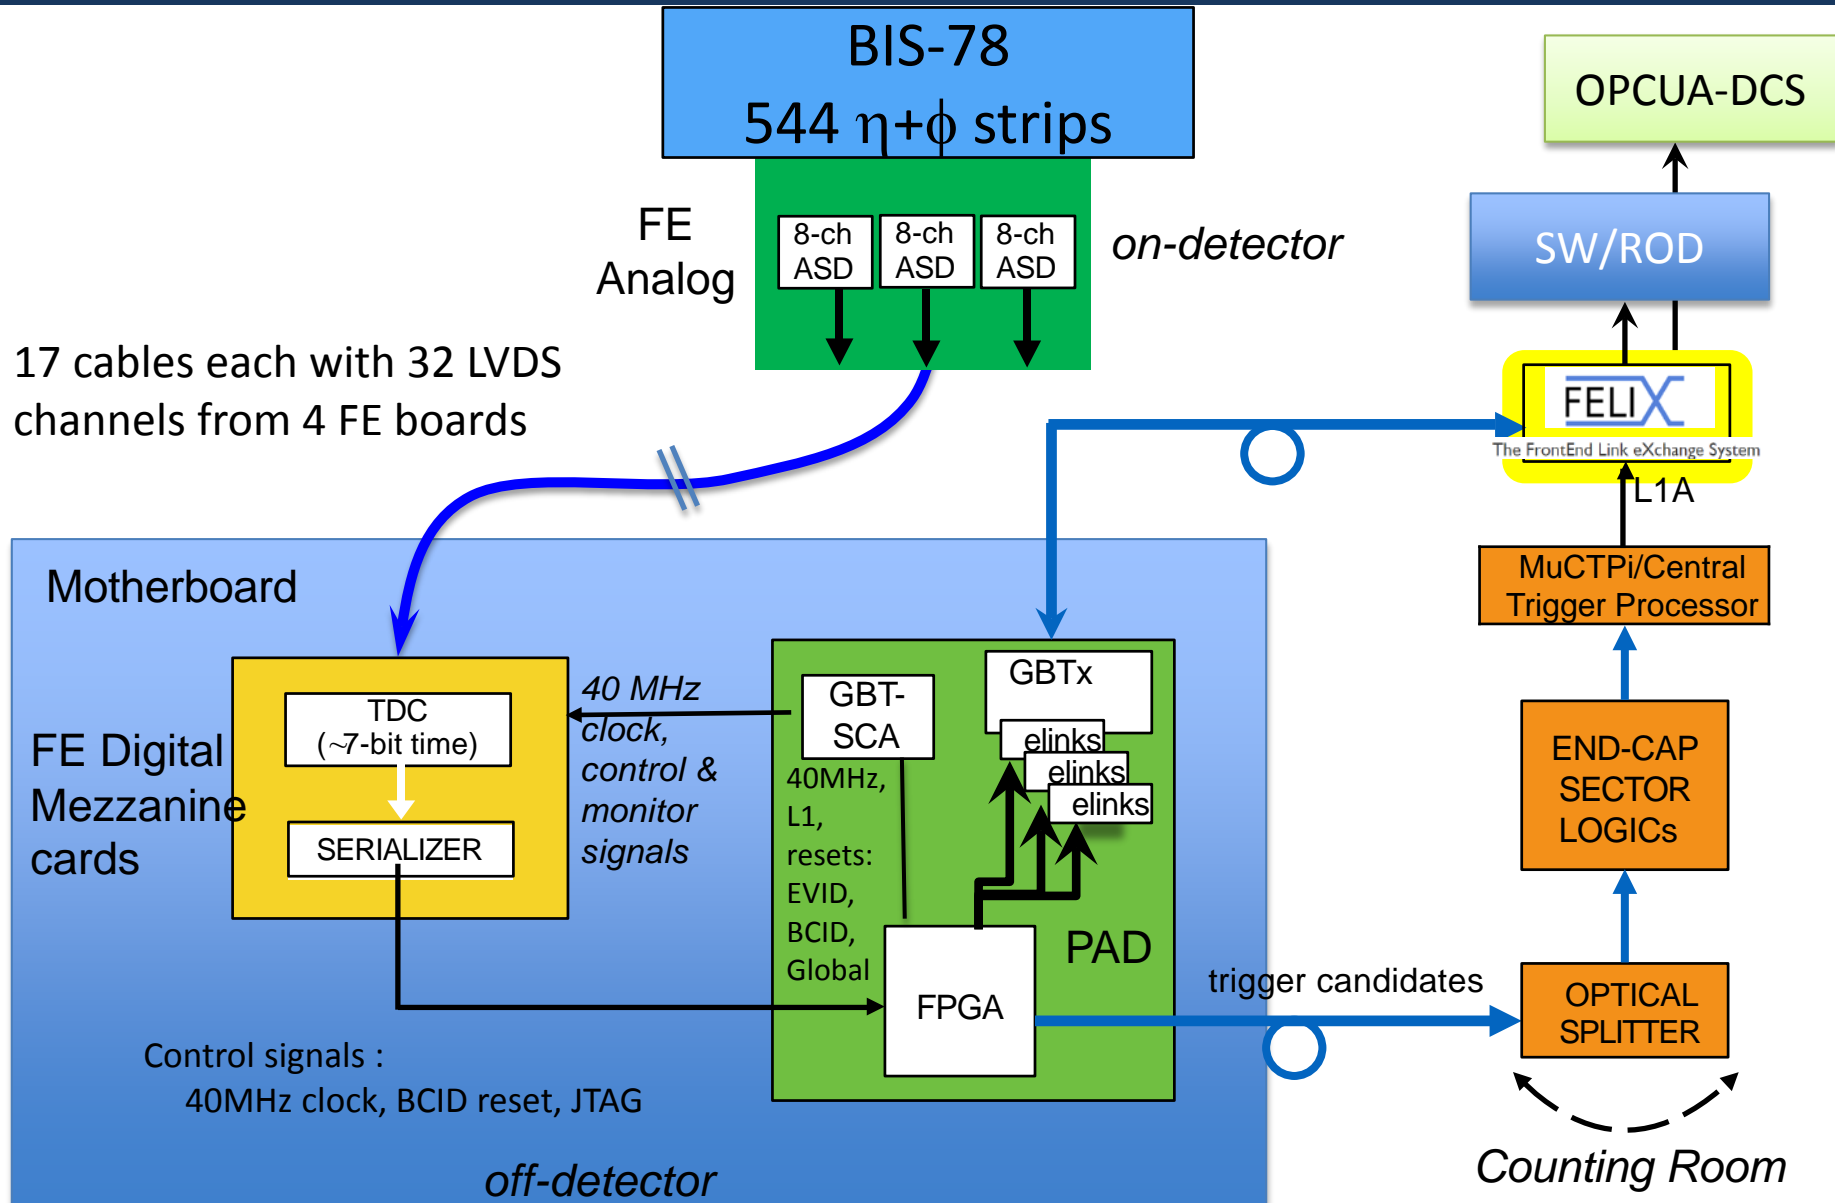 BIS-78
544 η+ϕ strips
OPCUA-DCS
FE
Analog
8-ch
ASD
8-ch
ASD
8-ch
ASD
on-detector
SW/ROD
17 cables each with 32 LVDS
channels from 4 FE boards
FELIX
The FrontEnd Link eXchange System
L1A
Motherboard
MuCTPi/Central
Trigger Processor
FE Digital
Mezzanine
cards
TDC
(~7-bit time)
SERIALIZER
40 MHz
clock,
control &
monitor
signals
GBT-
SCA
GBTx
elinks
elinks
elinks
40MHz,
L1,
resets:
EVID,
BCID,
Global
PAD
FPGA
END-CAP
SECTOR
LOGICs
trigger candidates
OPTICAL
SPLITTER
Control signals :
40MHz clock, BCID reset, JTAG
off-detector
Counting Room